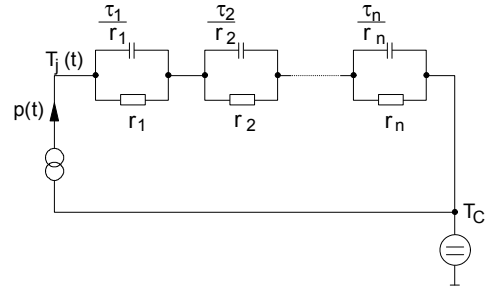 τ1 τ2 τn
r1 r2 rn
Tj (t)
p(t)
r1 r2 rn
TC